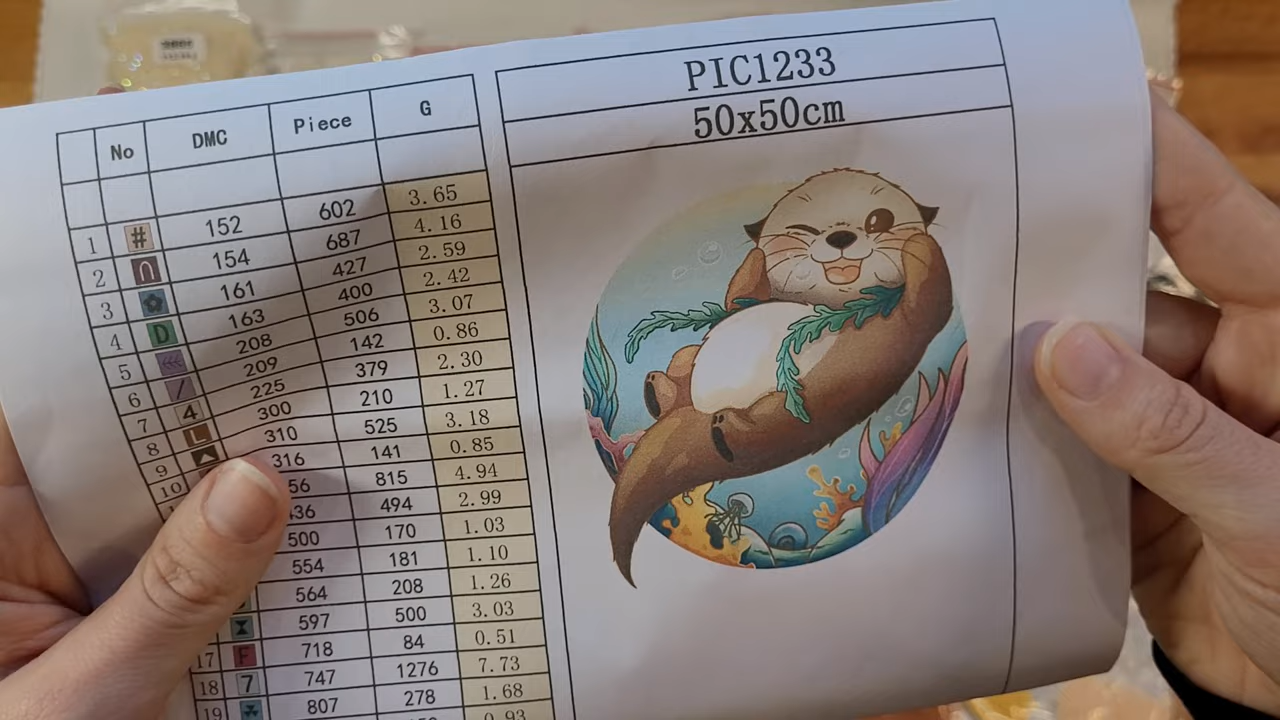 PIC1233
50x50cm
No DMC Piece G
1 # 152 602 3.65
2 ∩ 154 687 4.16
3 161 427 2.59
4 D 163 400 2.42
5 208 506 3.07
6 / 209 142 0.86
7 4 225 379 2.30
8 L 300 210 1.27
9 310 525 3.18
10 316 141 0.85
815 4.94
494 2.99
500 170 1.03
554 181 1.10
564 208 1.26
597 500 3.03
17 F 718 84 0.51
18 7 747 1276 7.73
19 807 278 1.68
0.93